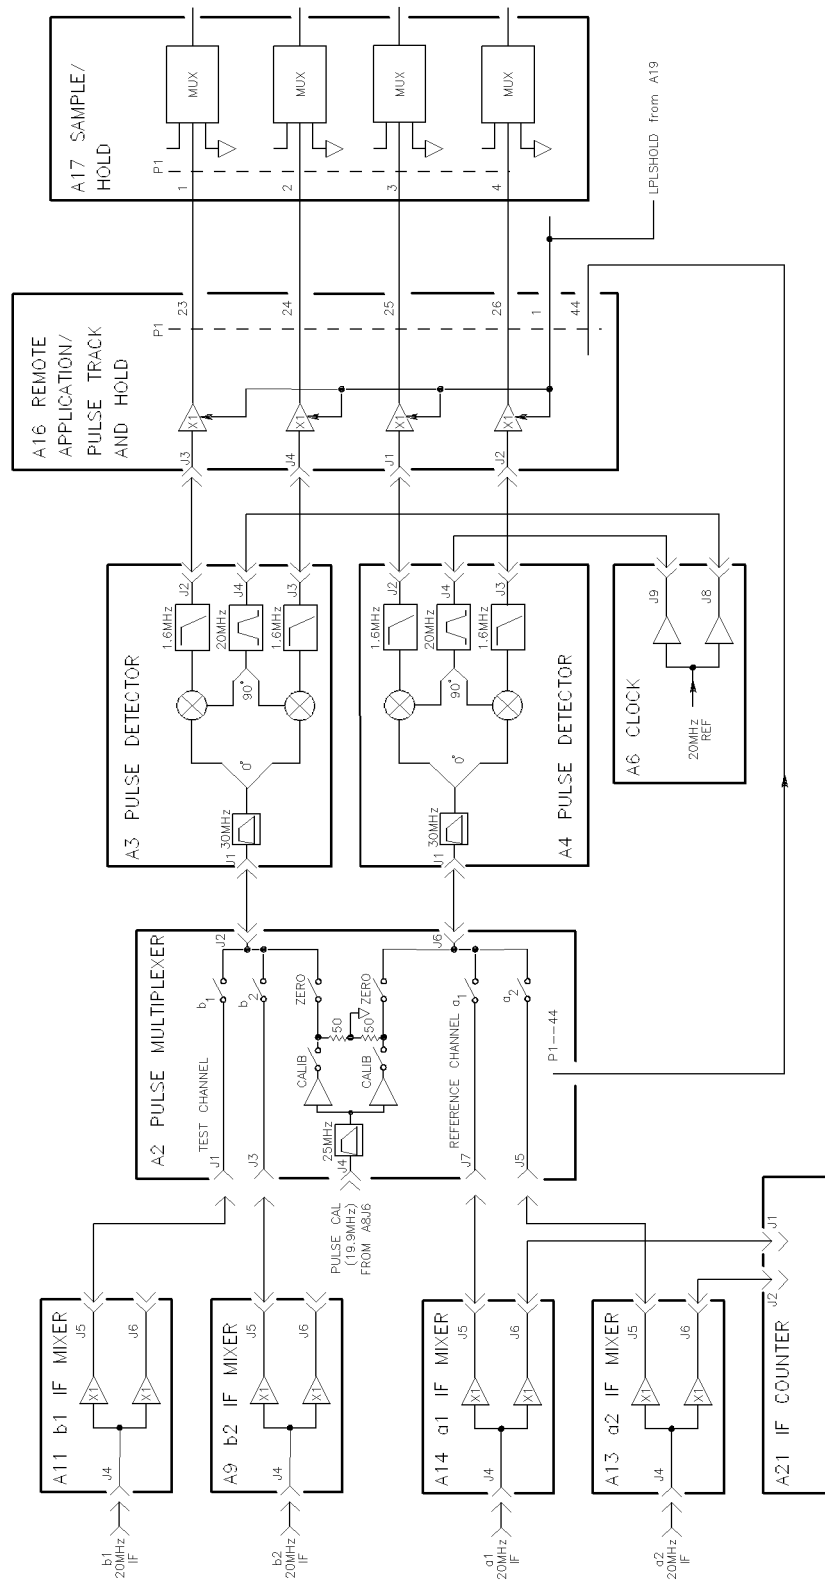 A11 b1 IF MIXER
b1
20MHz
IF
J4
X1
X1
J5
J6
A9 b2 IF MIXER
b2
20MHz
IF
J4
X1
X1
J5
J6
A14 a1 IF MIXER
a1
20MHz
IF
J4
X1
X1
J5
J6
A13 a2 IF MIXER
a2
20MHz
IF
J4
X1
X1
J5
J6
A21 IF COUNTER
J2
J1
A2 PULSE MULTIPLEXER
J1
TEST CHANNEL
b1
J3
b2
PULSE CAL
(19.9MHz)
FROM A8J6
J4
25MHz
CALIB
ZERO
50
50
CALIB
ZERO
J7
REFERENCE CHANNEL
a1
J5
a2
P1--44
J2
J6
A3 PULSE DETECTOR
J1
30MHz
0°
90°
1.6MHz
20MHz
1.6MHz
J2
J4
J3
A4 PULSE DETECTOR
J1
30MHz
0°
90°
1.6MHz
20MHz
1.6MHz
J2
J4
J3
A6 CLOCK
20MHz
REF
J9
J8
A16 REMOTE
APPLICATION/
PULSE TRACK
AND HOLD
J3
J4
J1
J2
X1
X1
X1
X1
P1
23
24
25
26
1
44
A17 SAMPLE/
HOLD
P1
1
2
3
4
MUX
MUX
MUX
MUX
LPLSHOLD from A19